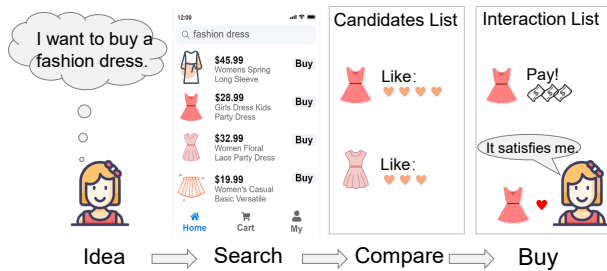 I want to buy a
fashion dress.
12:00
fashion dress
$45.99
Womens Spring
Long Sleeve
Buy
$28.99
Girls Dress Kids
Party Dress
Buy
$32.99
Women Floral
Lace Party Dress
Buy
$19.99
Women's Casual
Basic Versatile
Buy
Home
Cart
My
Candidates List
Like:
Like:
Interaction List
Pay!
It satisfies me.
Idea
Search
Compare
Buy